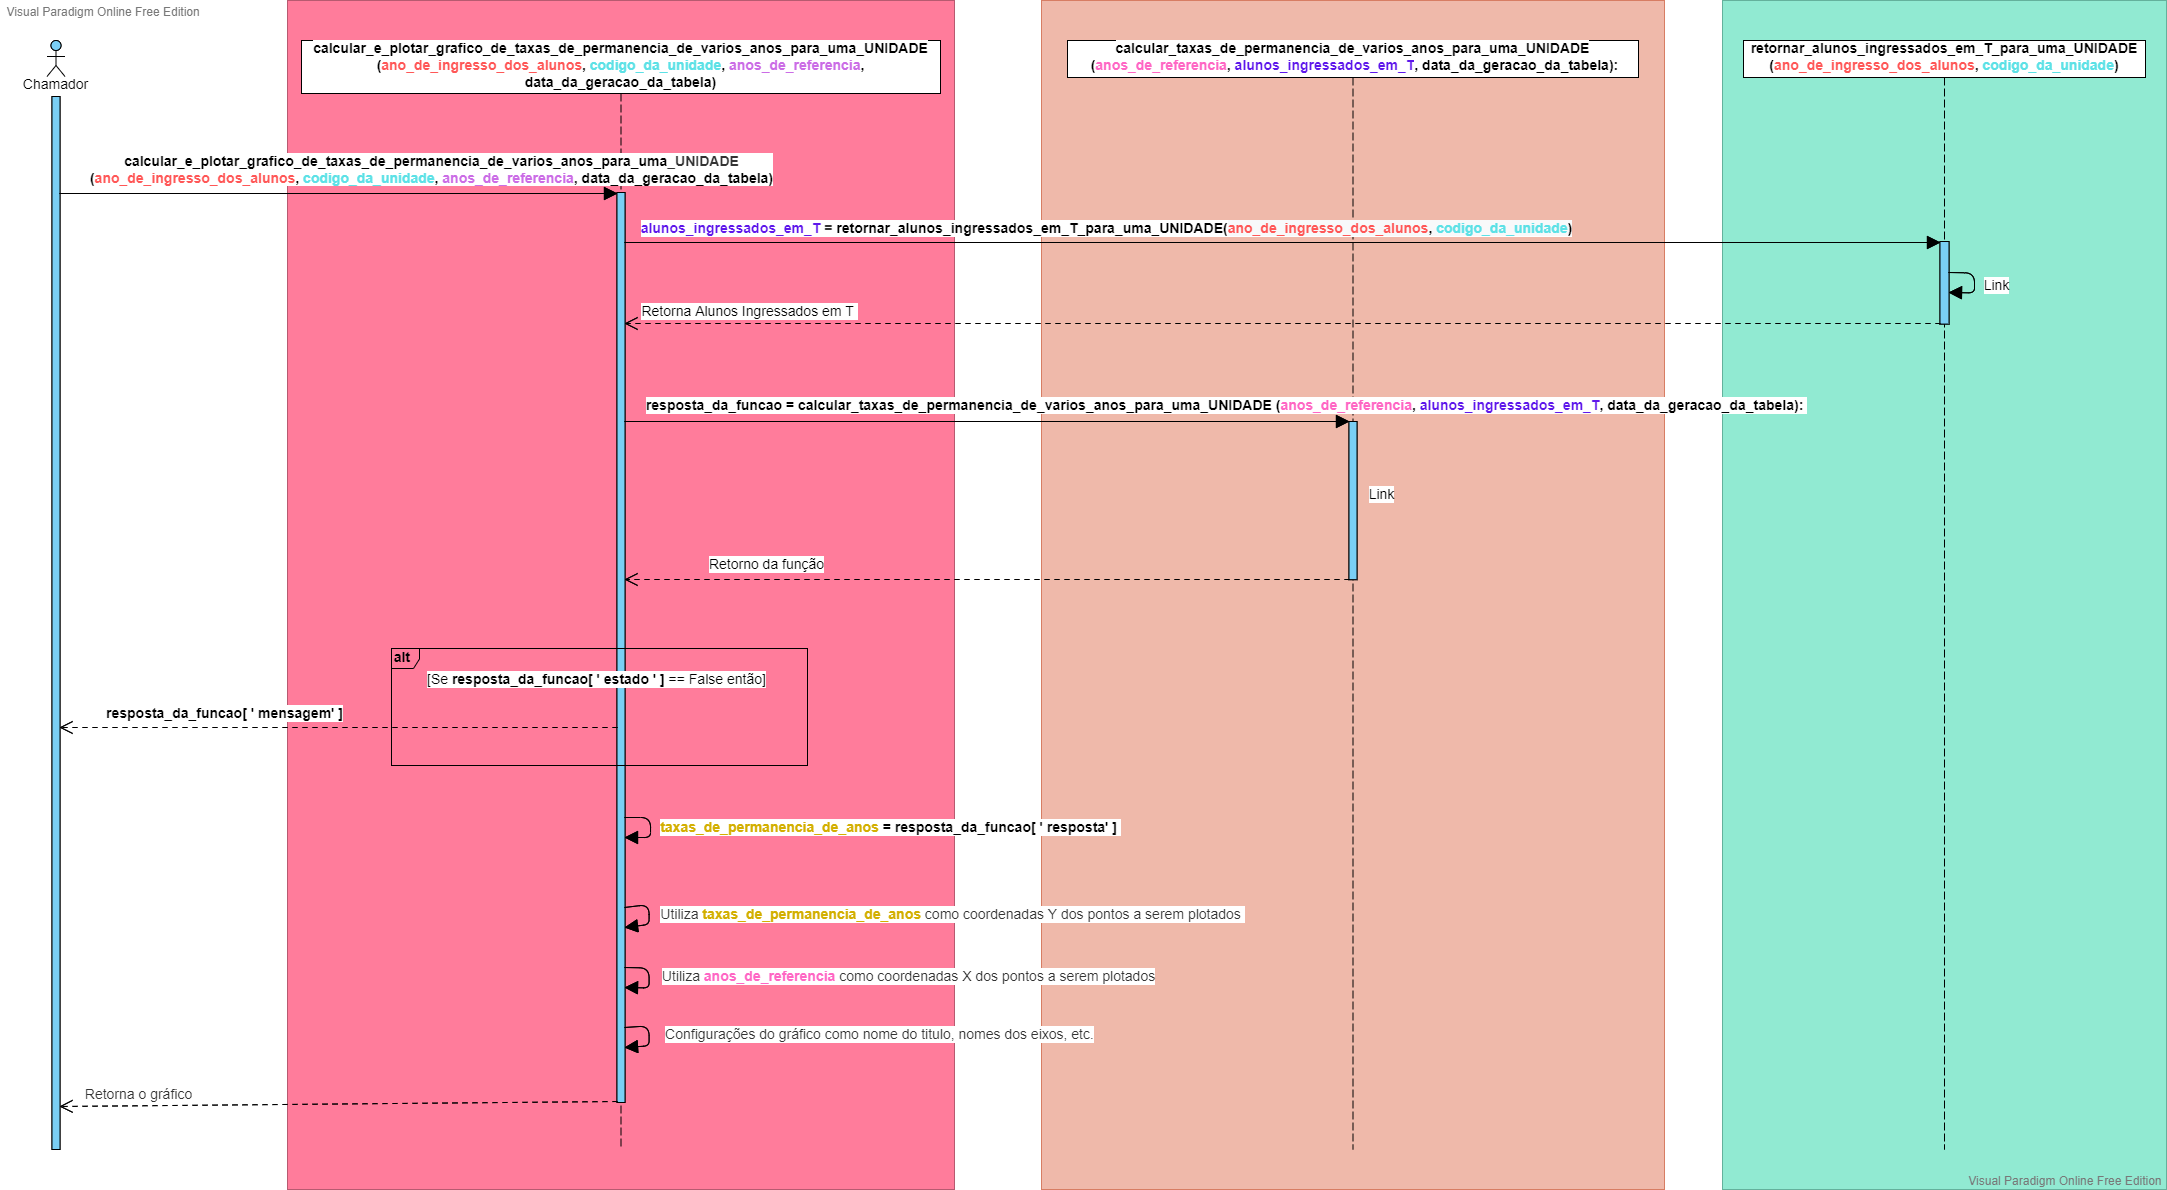 Visual Paradigm Online Free Edition
Chamador
calcular_e_plotar_grafico_de_taxas_de_permanencia_de_varios_anos_para_uma_UNIDADE
(ano_de_ingresso_dos_alunos, codigo_da_unidade, anos_de_referencia,
data_da_geracao_da_tabela)
calcular_taxas_de_permanencia_de_varios_anos_para_uma_UNIDADE
(anos_de_referencia, alunos_ingressados_em_T, data_da_geracao_da_tabela):
retornar_alunos_ingressados_em_T_para_uma_UNIDADE
(ano_de_ingresso_dos_alunos, codigo_da_unidade)
calcular_e_plotar_grafico_de_taxas_de_permanencia_de_varios_anos_para_uma_UNIDADE
(ano_de_ingresso_dos_alunos, codigo_da_unidade, anos_de_referencia, data_da_geracao_da_tabela)
alunos_ingressados_em_T = retornar_alunos_ingressados_em_T_para_uma_UNIDADE(ano_de_ingresso_dos_alunos, codigo_da_unidade)
Link
Retorna Alunos Ingressados em T
resposta_da_funcao = calcular_taxas_de_permanencia_de_varios_anos_para_uma_UNIDADE (anos_de_referencia, alunos_ingressados_em_T, data_da_geracao_da_tabela):
Link
Retorno da função
alt
[Se resposta_da_funcao[ ' estado ' ] == False então]
resposta_da_funcao[ ' mensagem' ]
taxas_de_permanencia_de_anos = resposta_da_funcao[ ' resposta' ]
Utiliza taxas_de_permanencia_de_anos como coordenadas Y dos pontos a serem plotados
Utiliza anos_de_referencia como coordenadas X dos pontos a serem plotados
Configurações do gráfico como nome do titulo, nomes dos eixos, etc.
Retorna o gráfico
Visual Paradigm Online Free Edition